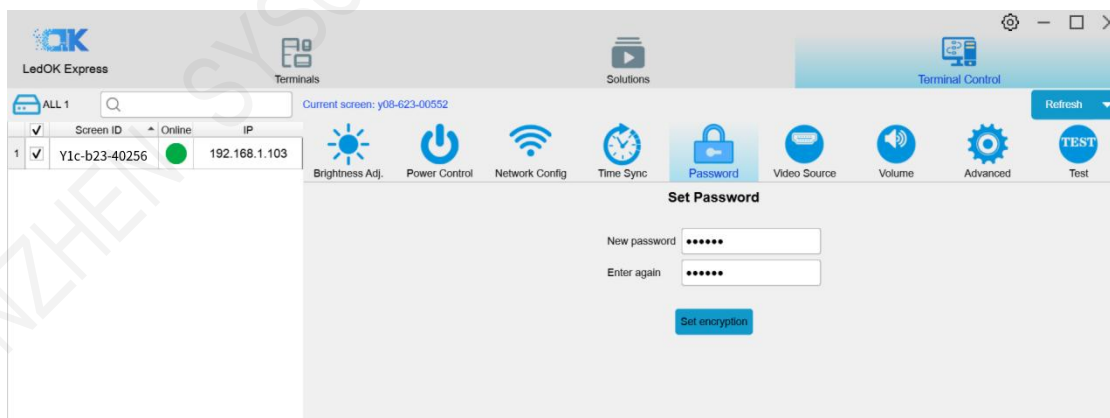 LedOK Express
Terminals
Solutions
Terminal Control
ALL 1
Current screen: y08-623-00552
Refresh
Screen ID Online IP
1 Y1c-b23-40256 192.168.1.103
TEST
Brightness Adj. Power Control Network Config Time Sync Password Video Source Volume Advanced Test
Set Password
New password ••••••
Enter again ••••••
Set encryption